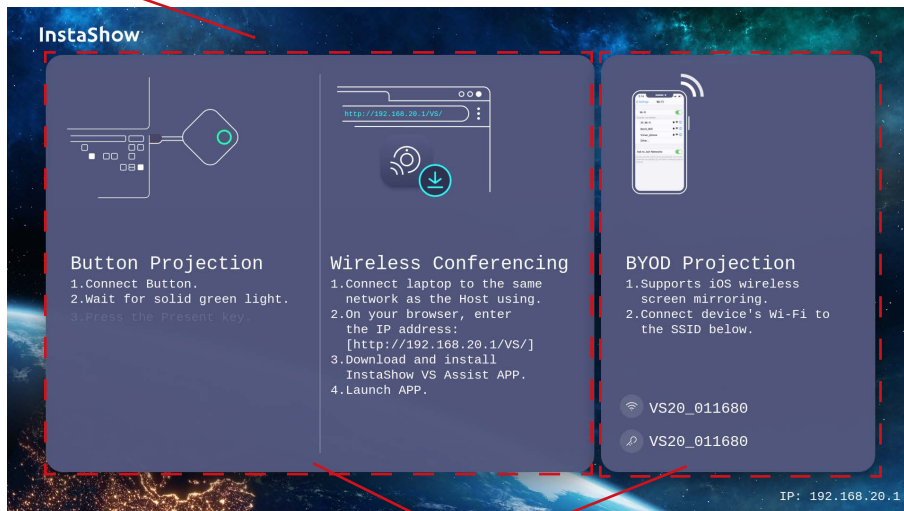 InstaShow
http://192.168.20.1/VS/
Button Projection
1.Connect Button.
2.Wait for solid green light.
3.Press the Present key.
Wireless Conferencing
1.Connect laptop to the same
network as the Host using.
2.On your browser, enter
the IP address:
[http://192.168.20.1/VS/]
3.Download and install
InstaShow VS Assist APP.
4.Launch APP.
BYOD Projection
1.Supports iOS wireless
screen mirroring.
2.Connect device's Wi-Fi to
the SSID below.
VS20_011680
VS20_011680
IP: 192.168.20.1